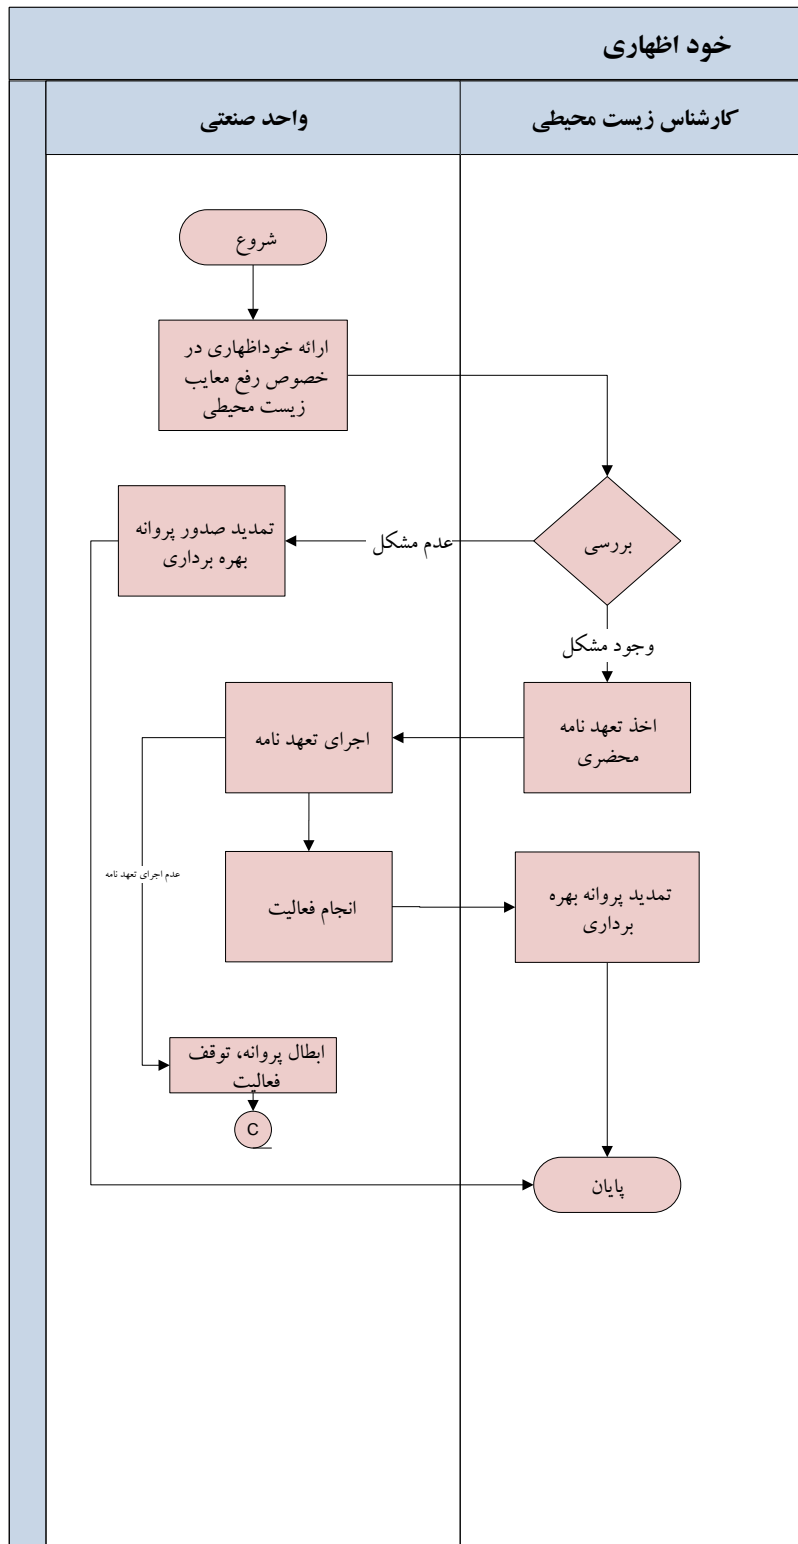 خود اظهاری
کارشناس زیست محیطی
واحد صنعتی
شروع
ارائه خوداظهاری در
خصوص رفع معایب
زیست محیطی
بررسی
عدم مشکل
تمدید صدور پروانه
بهره برداری
وجود مشکل
اخذ تعهد نامه
محضری
اجرای تعهد نامه
انجام فعالیت
عدم اجرای تعهد نامه
تمدید پروانه بهره
برداری
ابطال پروانه، توقف
فعالیت
C
پایان